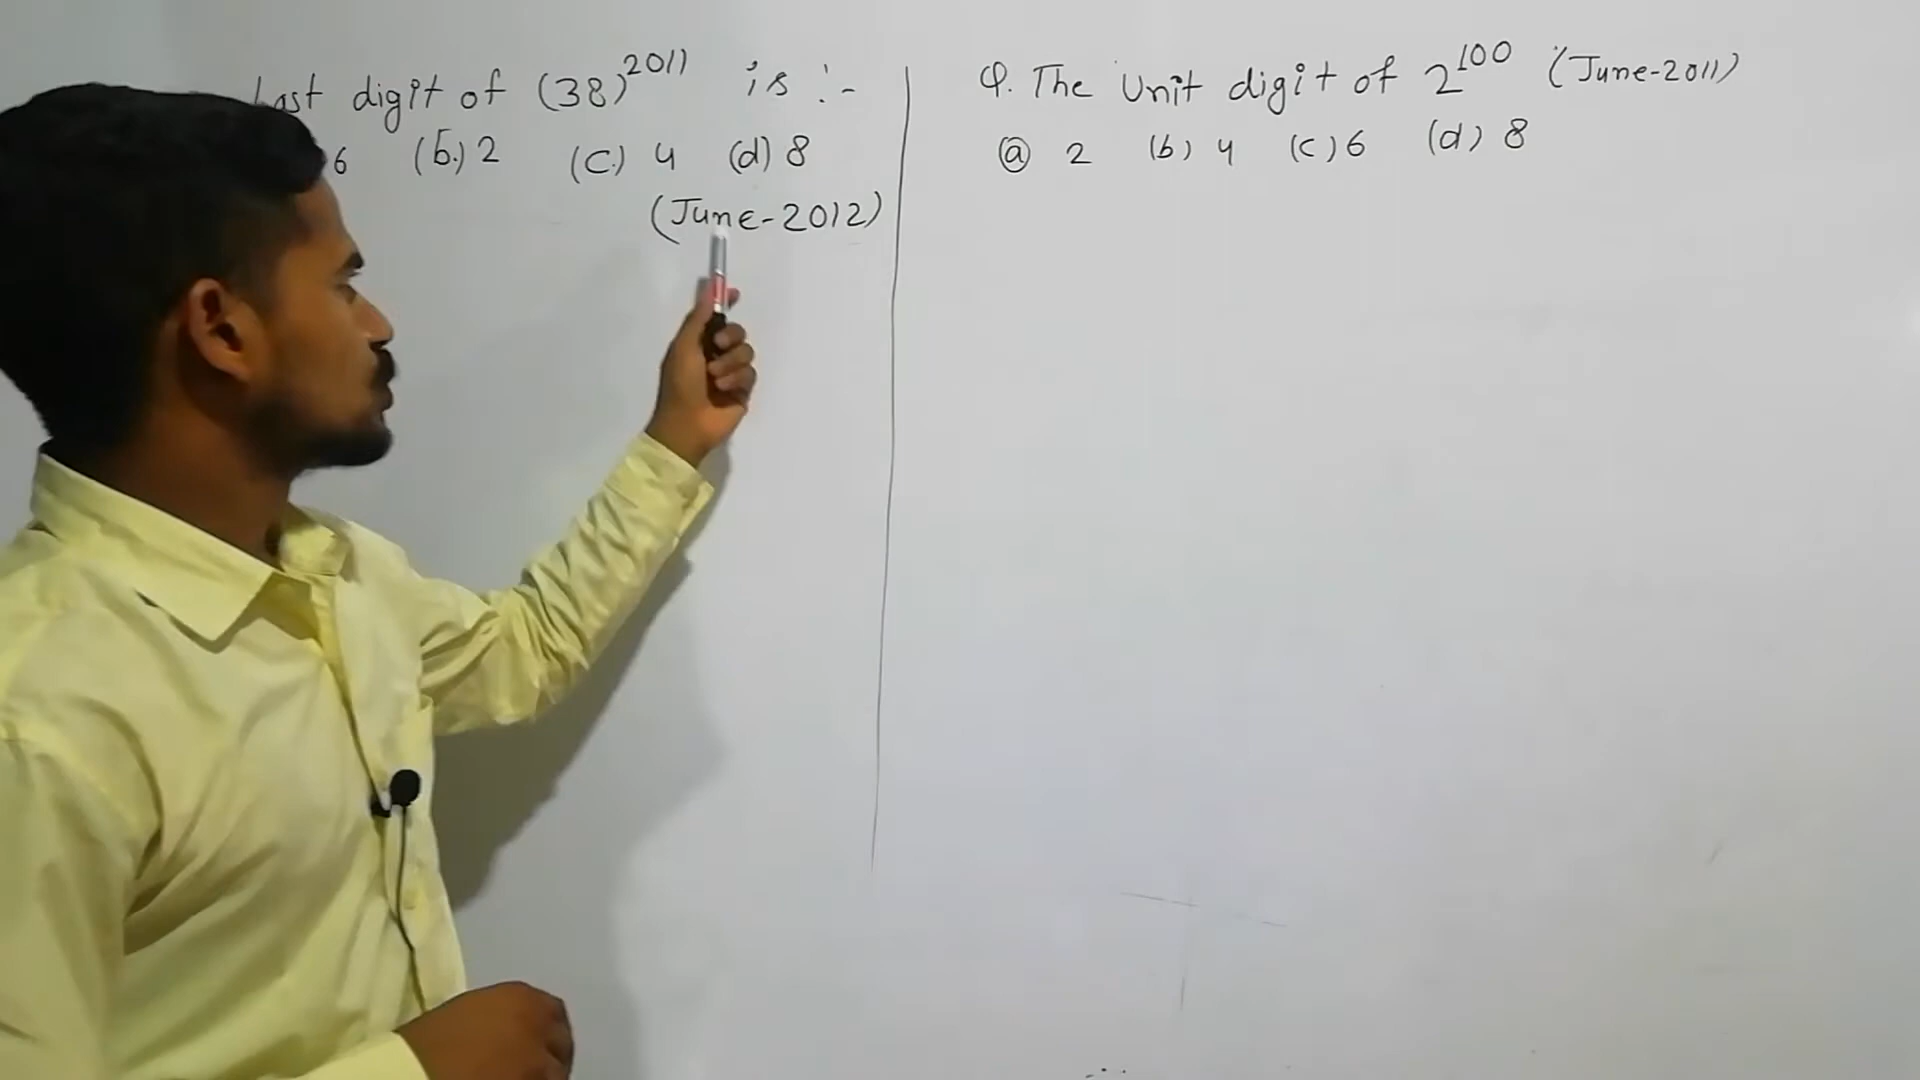 Last digit of (38)^2011 is :-
6 (b.) 2 (c.) 4 (d) 8
(June-2012)
Q. The Unit digit of 2^100 (June-2011)
(a) 2 (b) 4 (c) 6 (d) 8